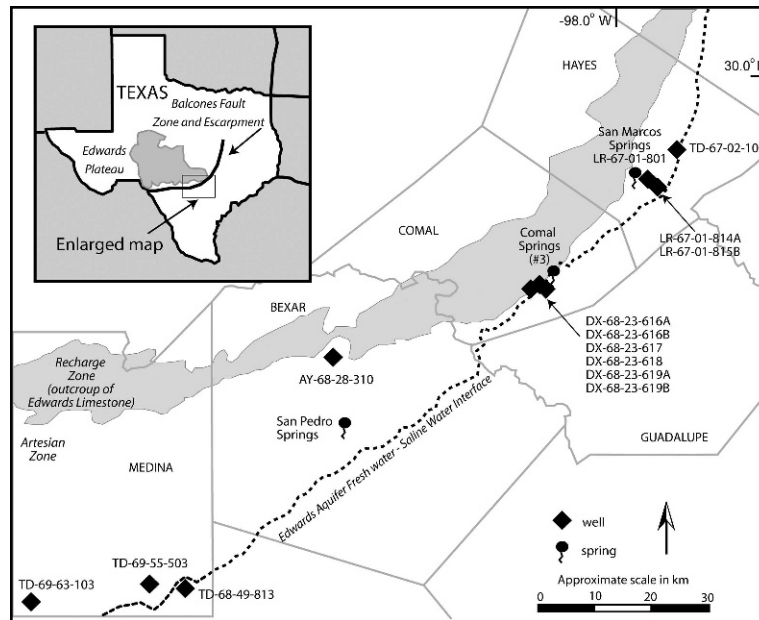 -98.0° W
HAYES
30.0°
TEXAS
Balcones Fault
Zone and Escarpment
Edwards
Plateau
Enlarged map
San Marcos
Springs
LR-67-01-801
TD-67-02-10
LR-67-01-814A
LR-67-01-815B
COMAL
Comal
Springs
(#3)
BEXAR
DX-68-23-616A
DX-68-23-616B
DX-68-23-617
DX-68-23-618
DX-68-23-619A
DX-68-23-619B
Recharge
Zone
(outcroup of
Edwards Limestone)
AY-68-28-310
San Pedro
Springs
Artesian
Zone
MEDINA
Edwards Aquifer Fresh water - Saline Water Interface
GUADALUPE
well
spring
TD-69-55-503
TD-69-63-103
TD-68-49-813
Approximate scale in km
0 10 20 30